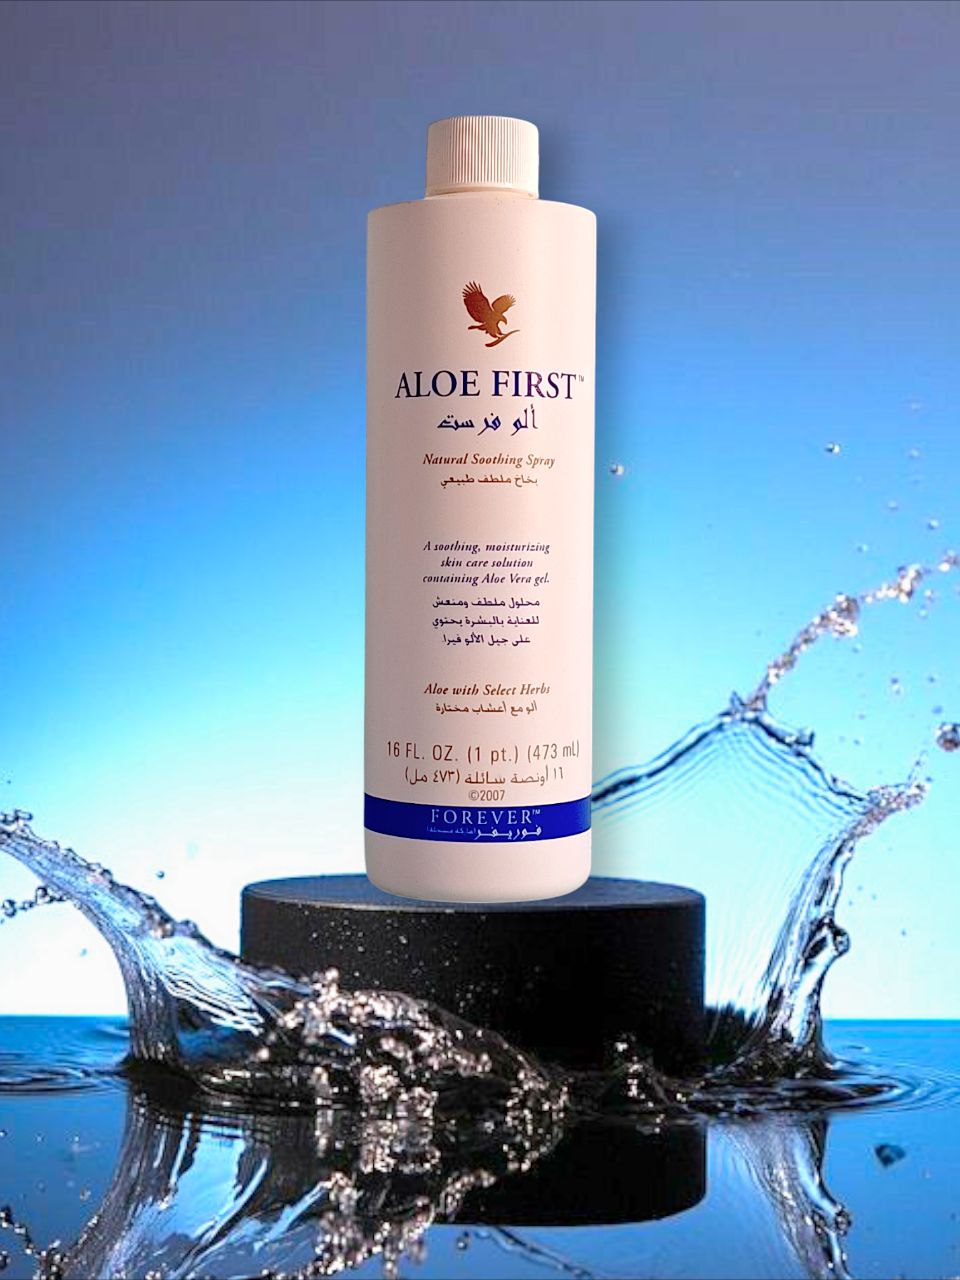 ALOE FIRST™
ألو فرست
Natural Soothing Spray
بخاخ ملطف طبيعي
A soothing, moisturizing
skin care solution
containing Aloe Vera gel.
محلول ملطف ومنعش
للعناية بالبشرة يحتوي
على جيل الألو فيرا.
Aloe with Select Herbs
ألو مع أعشاب مختارة
16 FL. OZ. (1 pt.) (473 mL)
١٦ أونصة سائلة (٤٧٣ مل)
©2007
FOREVER™
فوريفر (ماركة مسجلة)